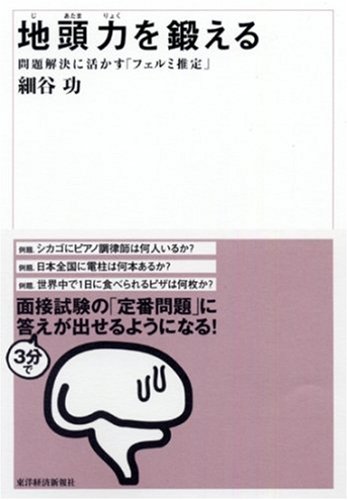 じ あたま りょく
地頭力を鍛える
問題解決に活かす「フェルミ推定」
細谷 功
例題. シカゴにピアノ調律師は何人いるか?
例題. 日本全国に電柱は何本あるか?
例題. 世界中で1日に食べられるピザは何枚か?
面接試験の「定番問題」に
答えが出せるようになる!
3分で
東洋経済新報社